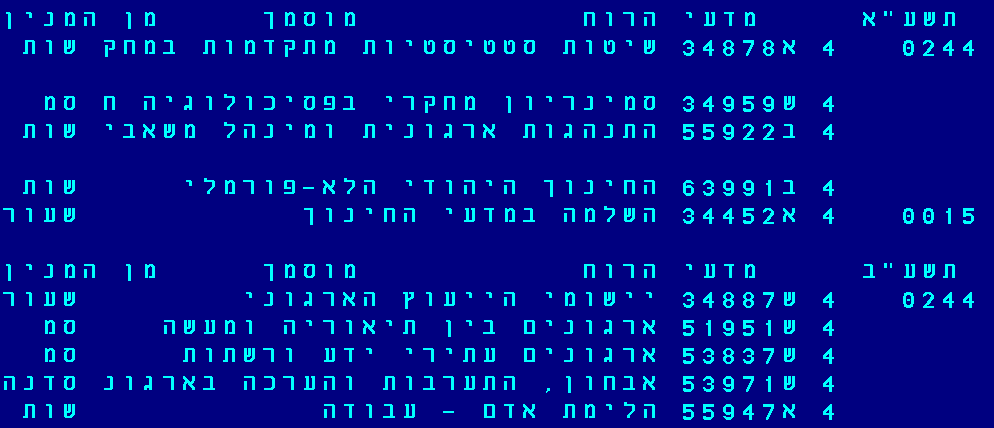 תשע"א מדעי הרוח מוסמך מן המנין
0244 4 א34878 שיטות סטטיסטיות מתקדמות במחק שות
4 ש34959 סמינריון מחקרי בפסיכולוגיה ח סמ
4 ב55922 התנהגות ארגונית ומינהל משאבי שות
4 ב63991 החינוך היהודי הלא-פורמלי שות
0015 4 א34452 השלמה במדעי החינוך שעור
תשע"ב מדעי הרוח מוסמך מן המנין
0244 4 ש34887 יישומי הייעוץ הארגוני שעור
4 ש51951 ארגונים בין תיאוריה ומעשה סמ
4 ש53837 ארגונים עתירי ידע ורשתות סמ
4 ש53971 אבחון, התערבות והערכה בארגונ סדנה
4 א55947 הלימת אדם - עבודה שות